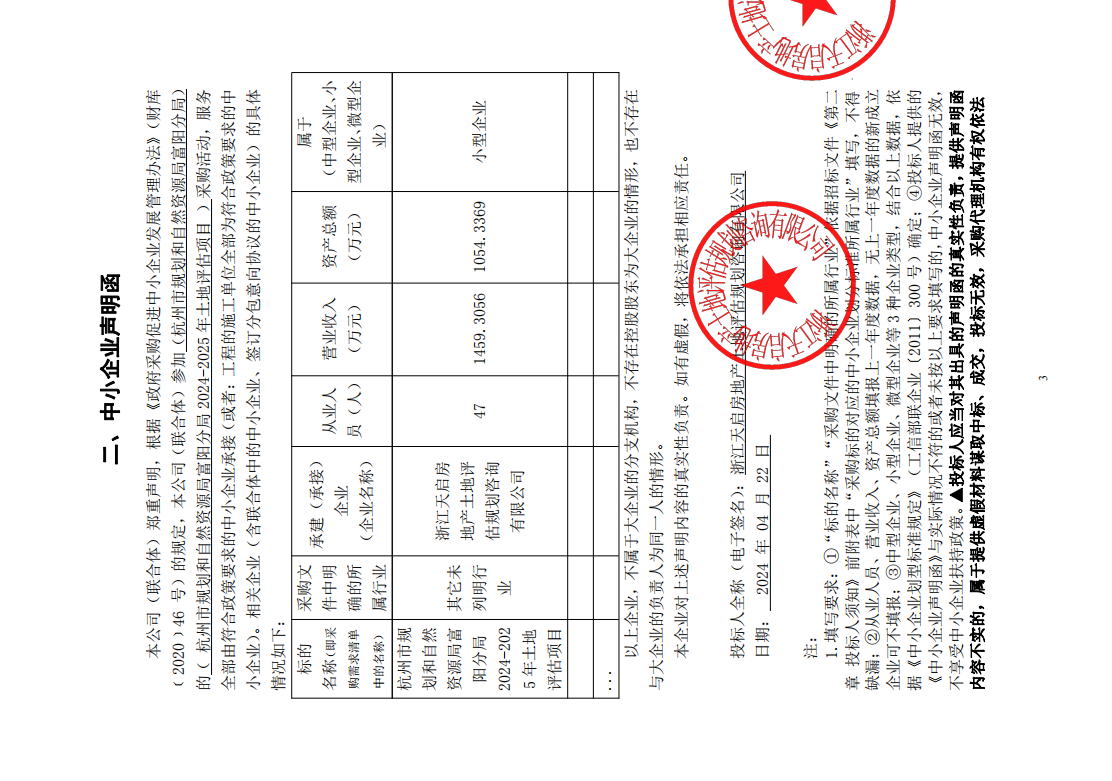 二、中小企业声明函
本公司（联合体）郑重声明，根据《政府采购促进中小企业发展管理办法》（财库
（2020）46 号）的规定，本公司（联合体）参加（杭州市规划和自然资源局富阳分局）
的（ 杭州市规划和自然资源局富阳分局 2024-2025 年土地评估项目 ）采购活动，服务
全部由符合政策要求的中小企业承接（或者：工程的施工单位全部为符合政策要求的中
小企业）。相关企业（含联合体中的中小企业、签订分包意向协议的中小企业）的具体
情况如下：
标的
名称（即采
购需求清单
中的名称）
采购文
件中明
确的所
属行业
承建（承接）
企业
（企业名称）
从业人
员（人）
营业收入
（万元）
资产总额
（万元）
属于
（中型企业、小
型企业、微型企
业）
杭州市规
划和自然
资源局富
阳分局
2024-202
5 年土地
评估项目
其它未
列明行
业
浙江天启房
地产土地评
估规划咨询
有限公司
47
1459.3056
1054.3369
小型企业
...
以上企业，不属于大企业的分支机构，不存在控股股东为大企业的情形，也不存在
与大企业的负责人为同一人的情形。
本企业对上述声明内容的真实性负责。如有虚假，将依法承担相应责任。
投标人全称（电子签名）：浙江天启房地产土地评估规划咨询有限公司
日期： 2024 年 04 月 22 日
浙江天启房地产土地评估规划咨询有限公司
注：
1.填写要求：①“标的名称”“采购文件中明确的所属行业”依据招标文件《第二
章 投标人须知》前附表中“采购标的对应的中小企业划分标准所属行业”填写，不得
缺漏；②从业人员、营业收入、资产总额填报上一年度数据，无上一年度数据的新成立
企业可不填报；③中型企业、小型企业、微型企业等 3 种企业类型，结合以上数据，依
据《中小企业划型标准规定》（工信部联企业（2011）300 号）确定；④投标人提供的
《中小企业声明函》与实际情况不符的或者未按以上要求填写的，中小企业声明函无效，
不享受中小企业扶持政策。▲投标人应当对其出具的声明函的真实性负责，提供声明函
内容不实的，属于提供虚假材料谋取中标、成交，投标无效，采购代理机构有权依法
3
浙江天启房地产土地